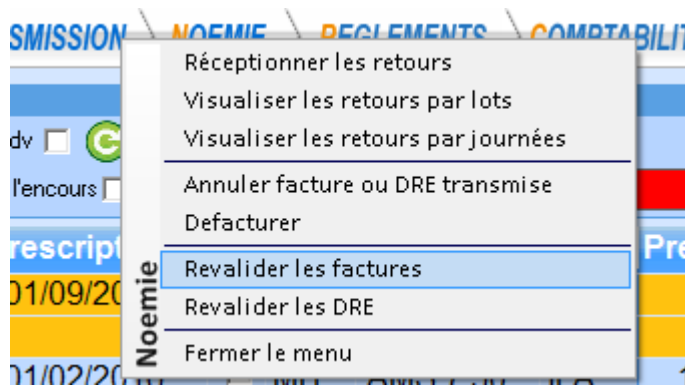 SMISSION NOEMIE REGLEMENTS COMPTABILIT
Réceptionner les retours
Visualiser les retours par lots
dv
Visualiser les retours par journées
l'encours
Annuler facture ou DRE transmise
Defacturer
rescript
Pre
Revalider les factures
01/09/20
Revalider les DRE
Noemie
Fermer le menu
01/02/20